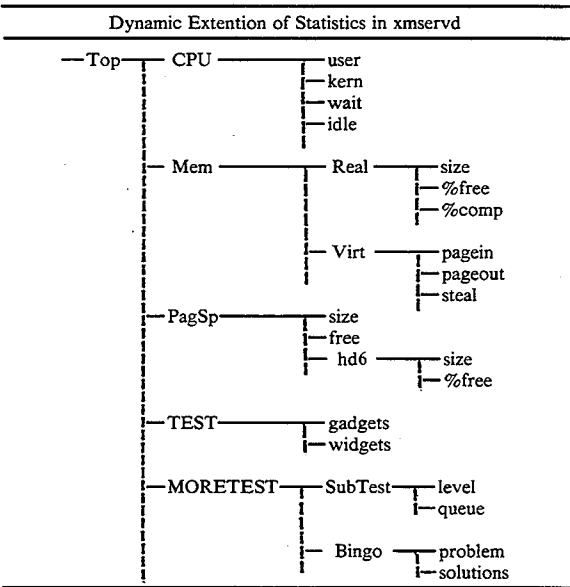 Dynamic Extention of Statistics in xmservd
Top CPU user
kern
wait
idle
Mem Real size
%free
%comp
Virt pagein
pageout
steal
PagSp size
free
hd6 size
%free
TEST gadgets
widgets
MORETEST SubTest level
queue
Bingo problem
solutions